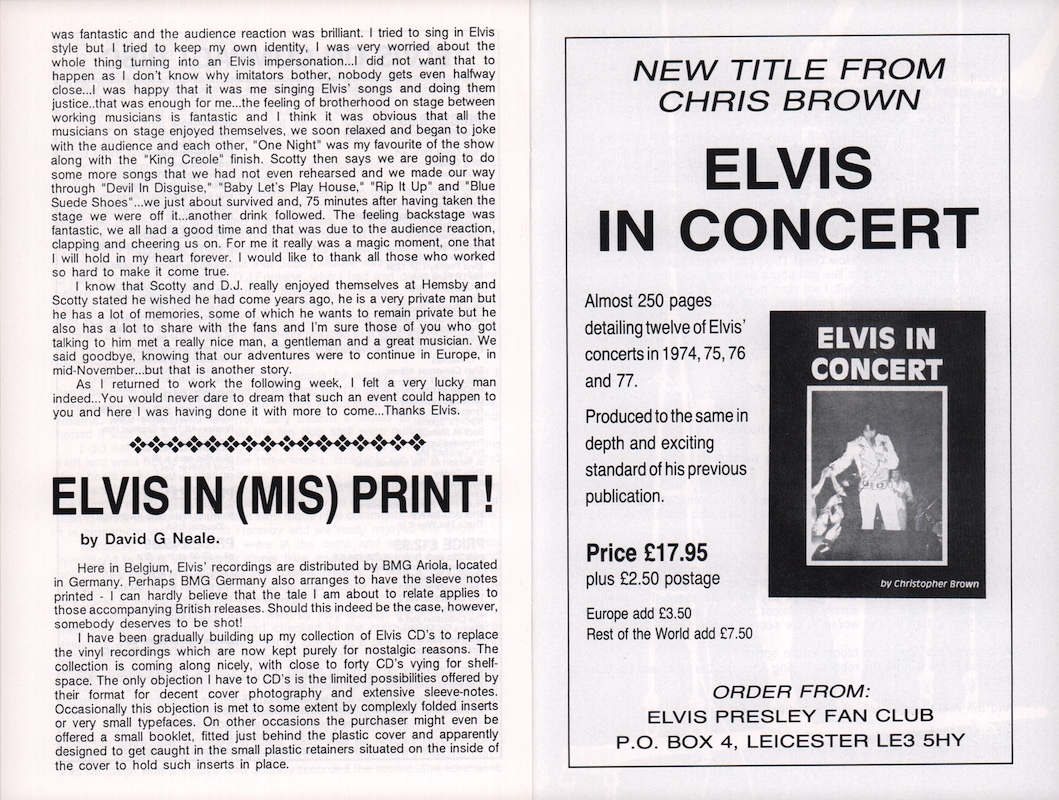 was fantastic and the audience reaction was brilliant. I tried to sing in Elvis
style but I tried to keep my own identity, I was very worried about the
whole thing turning into an Elvis impersonation...I did not want that to
happen as I don't know why imitators bother, nobody gets even halfway
close...I was happy that it was me singing Elvis' songs and doing them
justice..that was enough for me...the feeling of brotherhood on stage between
working musicians is fantastic and I think it was obvious that all the
musicians on stage enjoyed themselves, we soon relaxed and began to joke
with the audience and each other, "One Night" was my favourite of the show
along with the "King Creole" finish. Scotty then says we are going to do
some more songs that we had not even rehearsed and we made our way
through "Devil In Disguise," "Baby Let's Play House," "Rip It Up" and "Blue
Suede Shoes"...we just about survived and, 75 minutes after having taken the
stage we were off it...another drink followed. The feeling backstage was
fantastic, we all had a good time and that was due to the audience reaction,
clapping and cheering us on. For me it really was a magic moment, one that
I will hold in my heart forever. I would like to thank all those who worked
so hard to make it come true.
I know that Scotty and D.J. really enjoyed themselves at Hemsby and
Scotty stated he wished he had come years ago, he is a very private man but
he has a lot of memories, some of which he wants to remain private but he
also has a lot to share with the fans and I'm sure those of you who got
talking to him met a really nice man, a gentleman and a great musician. We
said goodbye, knowing that our adventures were to continue in Europe, in
mid-November...but that is another story.
As I returned to work the following week, I felt a very lucky man
indeed...You would never dare to dream that such an event could happen to
you and here I was having done it with more to come...Thanks Elvis.
ELVIS IN (MIS) PRINT!
by David G Neale.
Here in Belgium, Elvis' recordings are distributed by BMG Ariola, located
in Germany. Perhaps BMG Germany also arranges to have the sleeve notes
printed - I can hardly believe that the tale I am about to relate applies to
those accompanying British releases. Should this indeed be the case, however,
somebody deserves to be shot!
I have been gradually building up my collection of Elvis CD's to replace
the vinyl recordings which are now kept purely for nostalgic reasons. The
collection is coming along nicely, with close to forty CD's vying for shelf-
space. The only objection I have to CD's is the limited possibilities offered by
their format for decent cover photography and extensive sleeve-notes.
Occasionally this objection is met to some extent by complexly folded inserts
or very small typefaces. On other occasions the purchaser might even be
offered a small booklet, fitted just behind the plastic cover and apparently
designed to get caught in the small plastic retainers situated on the inside of
the cover to hold such inserts in place.
NEW TITLE FROM
CHRIS BROWN
ELVIS
IN CONCERT
Almost 250 pages
detailing twelve of Elvis'
concerts in 1974, 75, 76
and 77.
Produced to the same in
depth and exciting
standard of his previous
publication.
Price £17.95
plus £2.50 postage
Europe add £3.50
Rest of the World add £7.50
ELVIS IN
CONCERT
by Christopher Brown
ORDER FROM:
ELVIS PRESLEY FAN CLUB
P.O. BOX 4, LEICESTER LE3 5HY